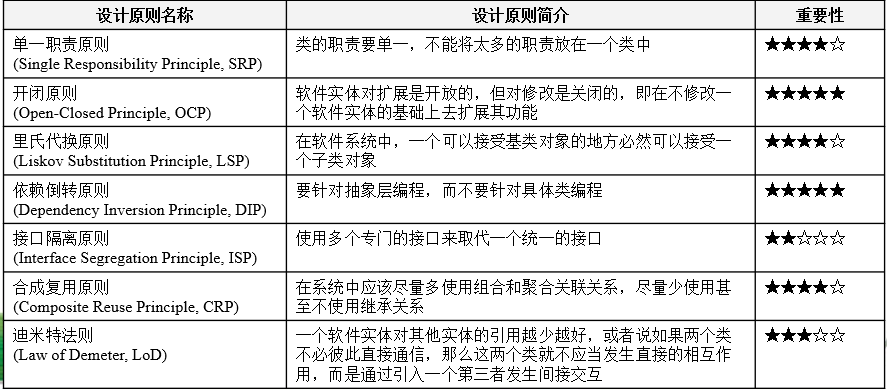 设计原则名称 设计原则简介 重要性
单一职责原则
(Single Responsibility Principle, SRP)
类的职责要单一，不能将太多的职责放在一个类中
★★★★☆
开闭原则
(Open-Closed Principle, OCP)
软件实体对扩展是开放的，但对修改是关闭的，即在不修改一
个软件实体的基础上去扩展其功能
★★★★★
里氏代换原则
(Liskov Substitution Principle, LSP)
在软件系统中，一个可以接受基类对象的地方必然可以接受一
个子类对象
★★★★☆
依赖倒转原则
(Dependency Inversion Principle, DIP)
要针对抽象层编程，而不要针对具体类编程
★★★★★
接口隔离原则
(Interface Segregation Principle, ISP)
使用多个专门的接口来取代一个统一的接口
★★☆☆☆
合成复用原则
(Composite Reuse Principle, CRP)
在系统中应该尽量多使用组合和聚合关联关系，尽量少使用甚
至不使用继承关系
★★★★☆
迪米特法则
(Law of Demeter, LoD)
一个软件实体对其他实体的引用越少越好，或者说如果两个类
不必彼此直接通信，那么这两个类就不应当发生直接的相互作
用，而是通过引入一个第三者发生间接交互
★★★☆☆